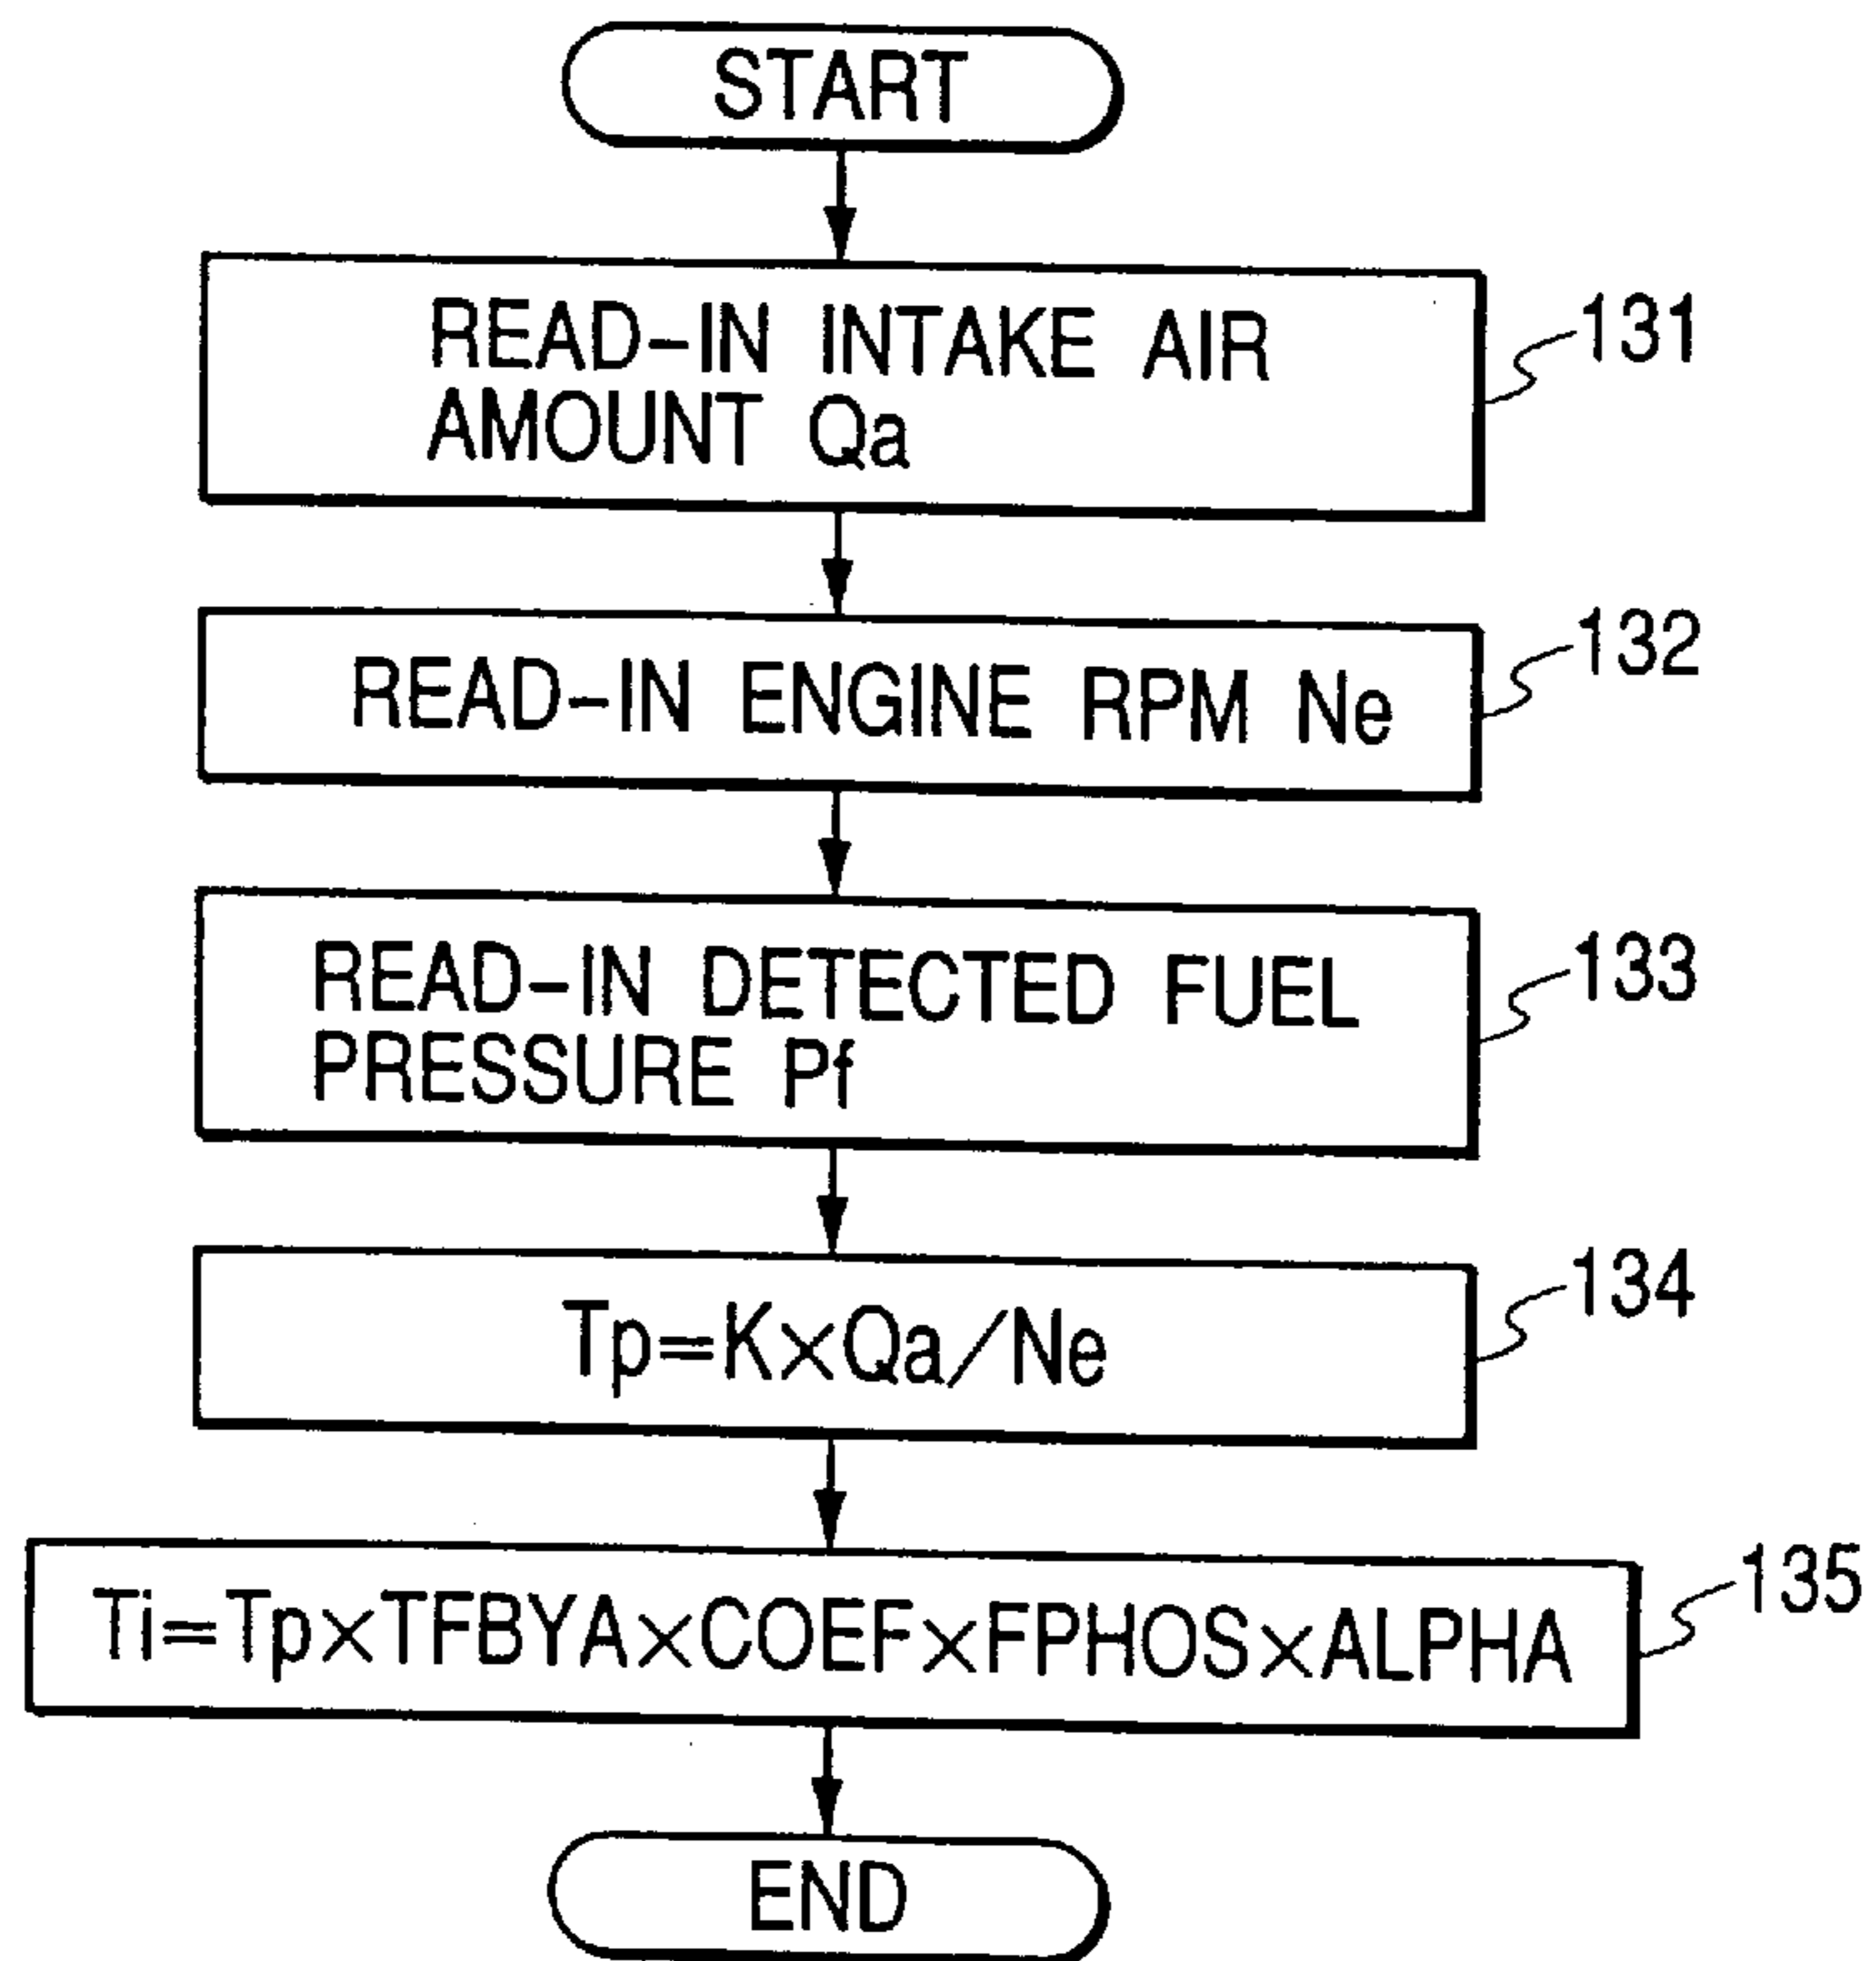 START
READ-IN INTAKE AIR
AMOUNT Qa
131
READ-IN ENGINE RPM Ne
132
READ-IN DETECTED FUEL
PRESSURE Pf
133
Tp=K×Qa/Ne
134
Ti=Tp×TFBYA×COEF×FPHOS×ALPHA
135
END